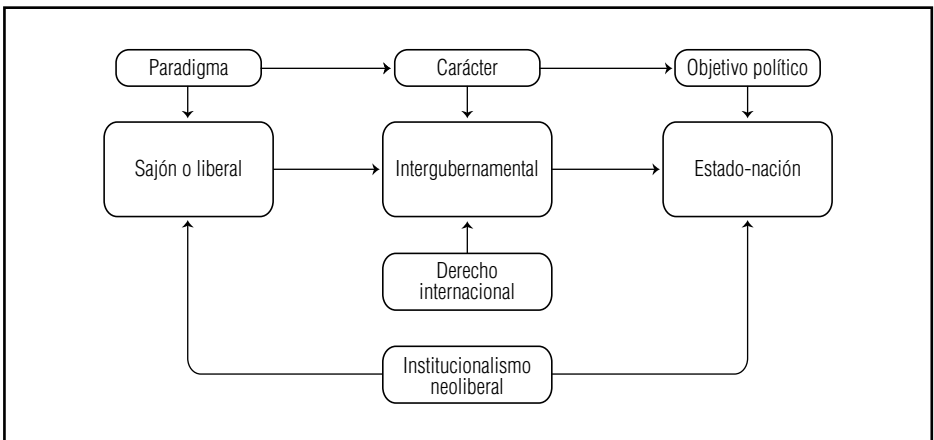 Paradigma
Carácter
Objetivo político
Sajón o liberal
Intergubernamental
Estado-nación
Derecho
internacional
Institucionalismo
neoliberal